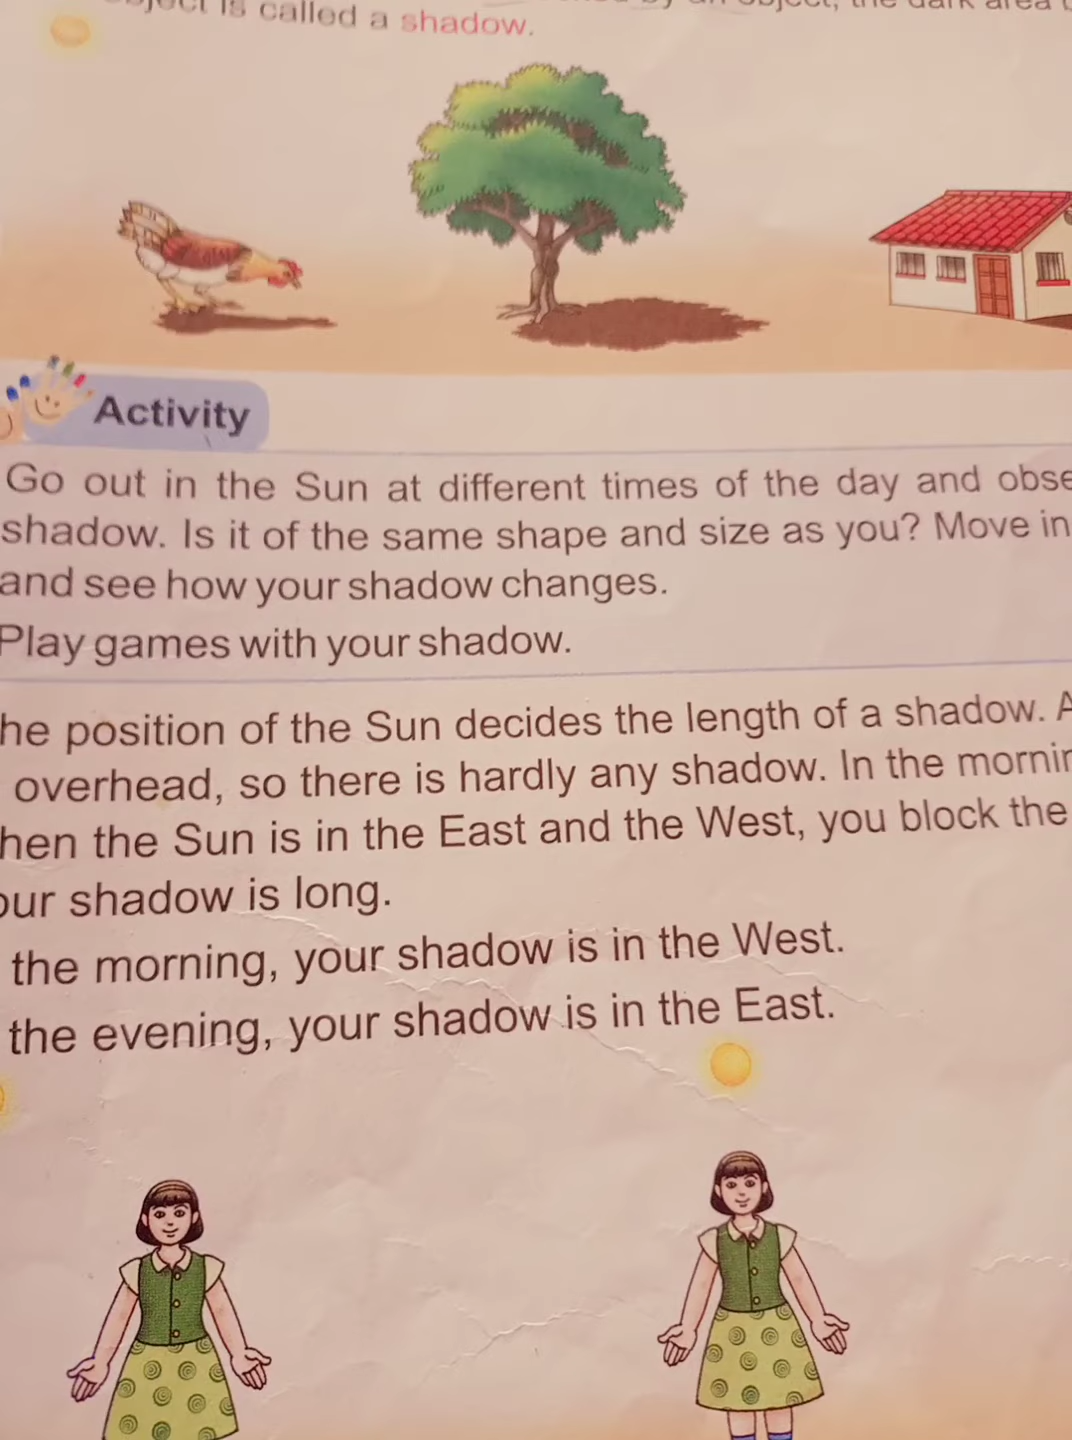 is called a shadow.
Activity
Go out in the Sun at different times of the day and
shadow. Is it of the same shape and size as you? Move in
and see how your shadow changes.
Play games with your shadow.
he position of the Sun decides the length of a shadow. A
overhead, so there is hardly any shadow. In the mornin
hen the Sun is in the East and the West, you block the
our shadow is long.
the morning, your shadow is in the West.
the evening, your shadow is in the East.